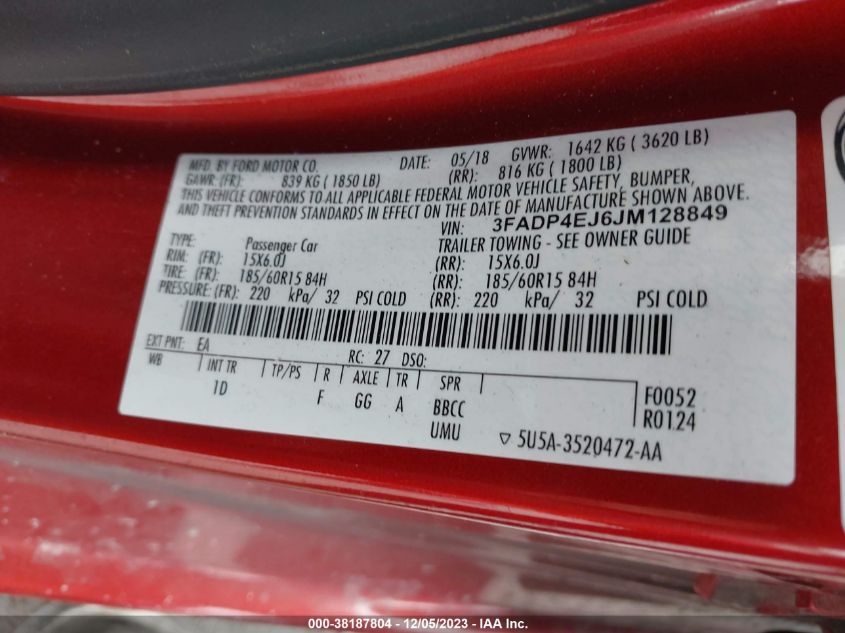 MFD. BY FORD MOTOR CO. DATE: 05/18 GVWR: 1642 KG ( 3620 LB)
GAWR: (FR): 839 KG ( 1850 LB) (RR): 816 KG ( 1800 LB)
THIS VEHICLE CONFORMS TO ALL APPLICABLE FEDERAL MOTOR VEHICLE SAFETY, BUMPER,
AND THEFT PREVENTION STANDARDS IN EFFECT ON THE DATE OF MANUFACTURE SHOWN ABOVE.
VIN: 3FADP4EJ6JM128849
TYPE: Passenger Car TRAILER TOWING - SEE OWNER GUIDE
RIM: (FR): 15X6.0J (RR): 15X6.0J
TIRE: (FR): 185/60R15 84H (RR): 185/60R15 84H
PRESSURE: (FR): 220 kPa/ 32 PSI COLD (RR): 220 kPa/ 32 PSI COLD
EXT PNT: EA RC: 27 DSO:
WB INT TR TP/PS R AXLE TR SPR F0052
1D F GG A BBCC R0124
UMU 5U5A-3520472-AA
000-38187804 - 12/05/2023 - IAA Inc.